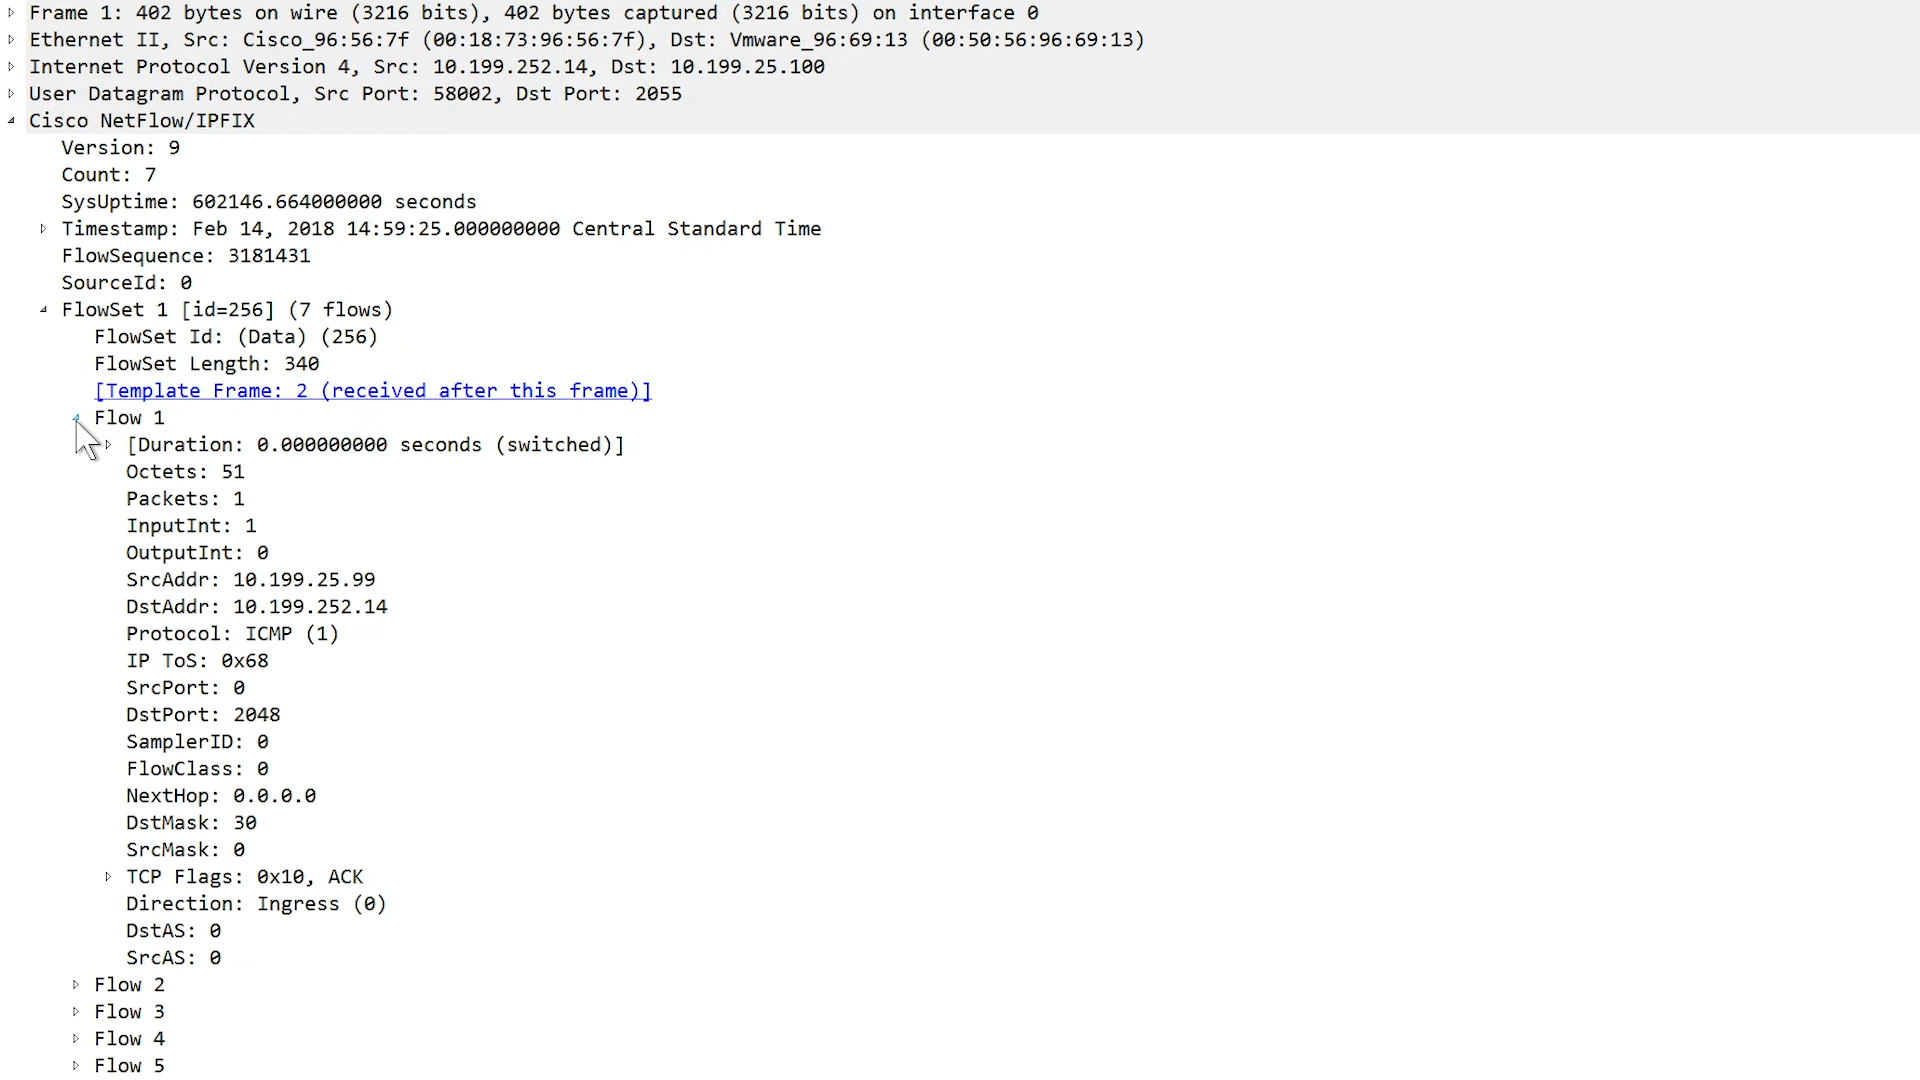 Frame 1: 402 bytes on wire (3216 bits), 402 bytes captured (3216 bits) on interface 0
Ethernet II, Src: Cisco_96:56:7f (00:18:73:96:56:7f), Dst: Vmware_96:69:13 (00:50:56:96:69:13)
Internet Protocol Version 4, Src: 10.199.252.14, Dst: 10.199.25.100
User Datagram Protocol, Src Port: 58002, Dst Port: 2055
Cisco NetFlow/IPFIX
Version: 9
Count: 7
SysUptime: 602146.664000000 seconds
Timestamp: Feb 14, 2018 14:59:25.000000000 Central Standard Time
FlowSequence: 3181431
SourceId: 0
FlowSet 1 [id=256] (7 flows)
FlowSet Id: (Data) (256)
FlowSet Length: 340
[Template Frame: 2 (received after this frame)]
Flow 1
[Duration: 0.000000000 seconds (switched)]
Octets: 51
Packets: 1
InputInt: 1
OutputInt: 0
SrcAddr: 10.199.25.99
DstAddr: 10.199.252.14
Protocol: ICMP (1)
IP ToS: 0x68
SrcPort: 0
DstPort: 2048
SamplerID: 0
FlowClass: 0
NextHop: 0.0.0.0
DstMask: 30
SrcMask: 0
TCP Flags: 0x10, ACK
Direction: Ingress (0)
DstAS: 0
SrcAS: 0
Flow 2
Flow 3
Flow 4
Flow 5